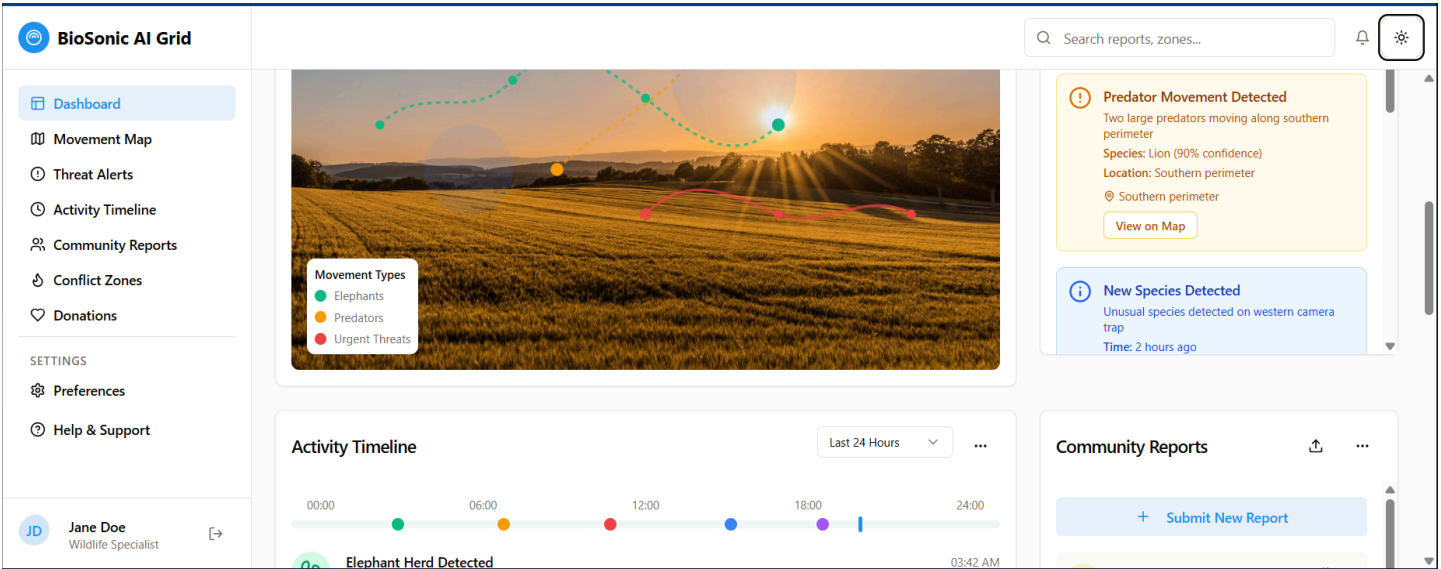 BioSonic AI Grid
Search reports, zones...
Dashboard
Movement Map
Threat Alerts
Activity Timeline
Community Reports
Conflict Zones
Donations
SETTINGS
Preferences
Help & Support
JD
Jane Doe
Wildlife Specialist
Movement Types
Elephants
Predators
Urgent Threats
Predator Movement Detected
Two large predators moving along southern
perimeter
Species: Lion (90% confidence)
Location: Southern perimeter
Southern perimeter
View on Map
New Species Detected
Unusual species detected on western camera
trap
Time: 2 hours ago
Activity Timeline
Last 24 Hours
00:00 06:00 12:00 18:00 24:00
Elephant Herd Detected
03:42 AM
Community Reports
+ Submit New Report